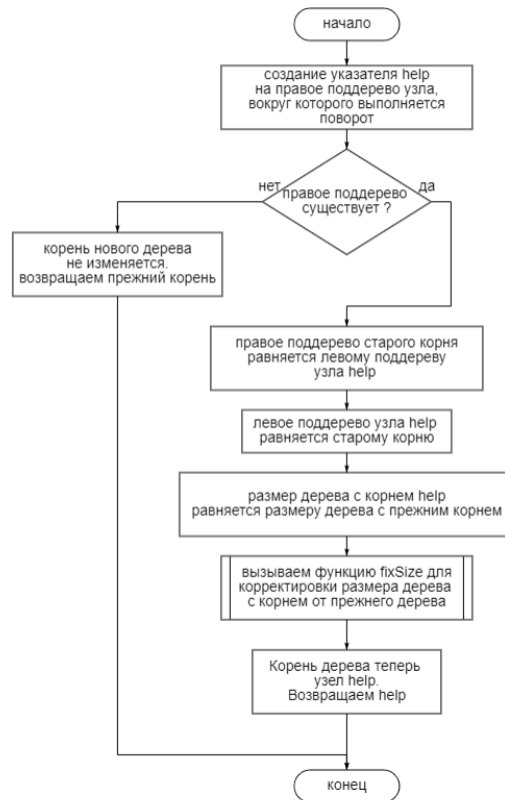 начало
создание указателя help
на правое поддерево узла,
вокруг которого выполняется
поворот
нет
да
правое поддерево
существует ?
корень нового дерева
не изменяется.
возвращаем прежний корень
правое поддерево старого корня
равняется левому поддереву
узла help
левое поддерево узла help
равняется старому корню
размер дерева с корнем help
равняется размеру дерева с прежним корнем
вызываем функцию fixSize для
корректировки размера дерева
с корнем от прежнего дерева
Корень дерева теперь
узел help.
Возвращаем help
конец